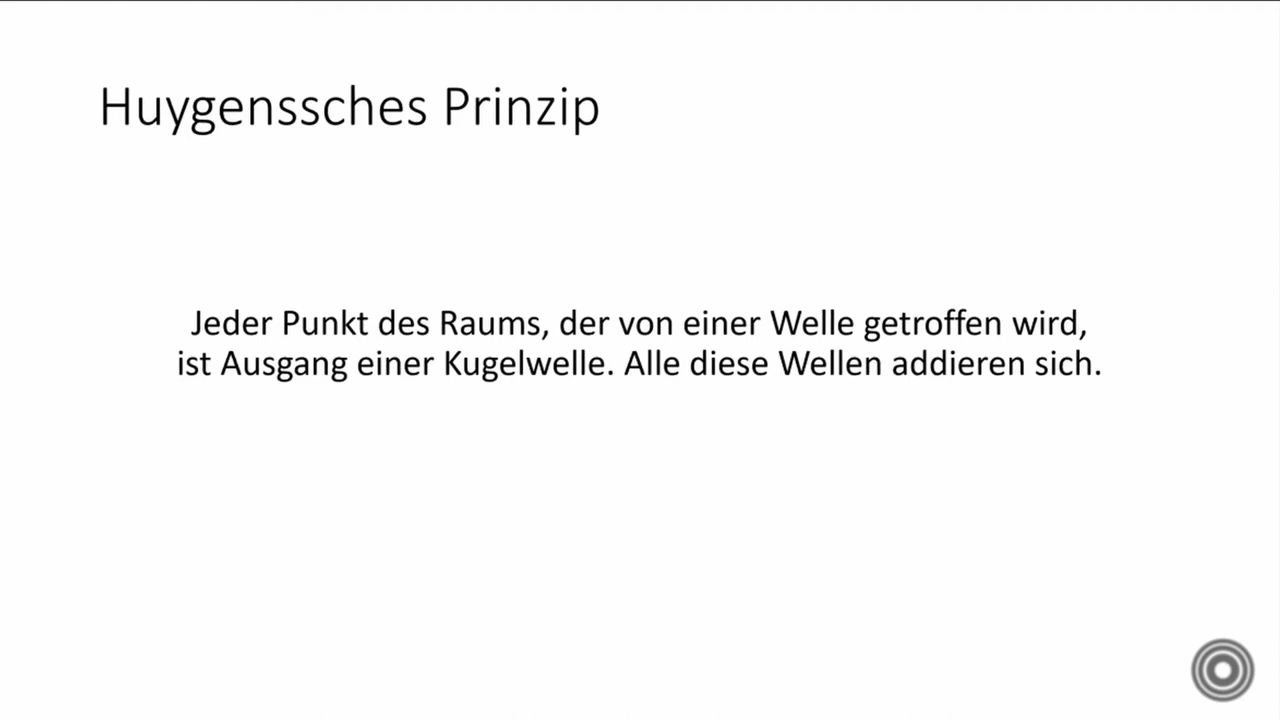 Huygenssches Prinzip
Jeder Punkt des Raums, der von einer Welle getroffen wird,
ist Ausgang einer Kugelwelle. Alle diese Wellen addieren sich.